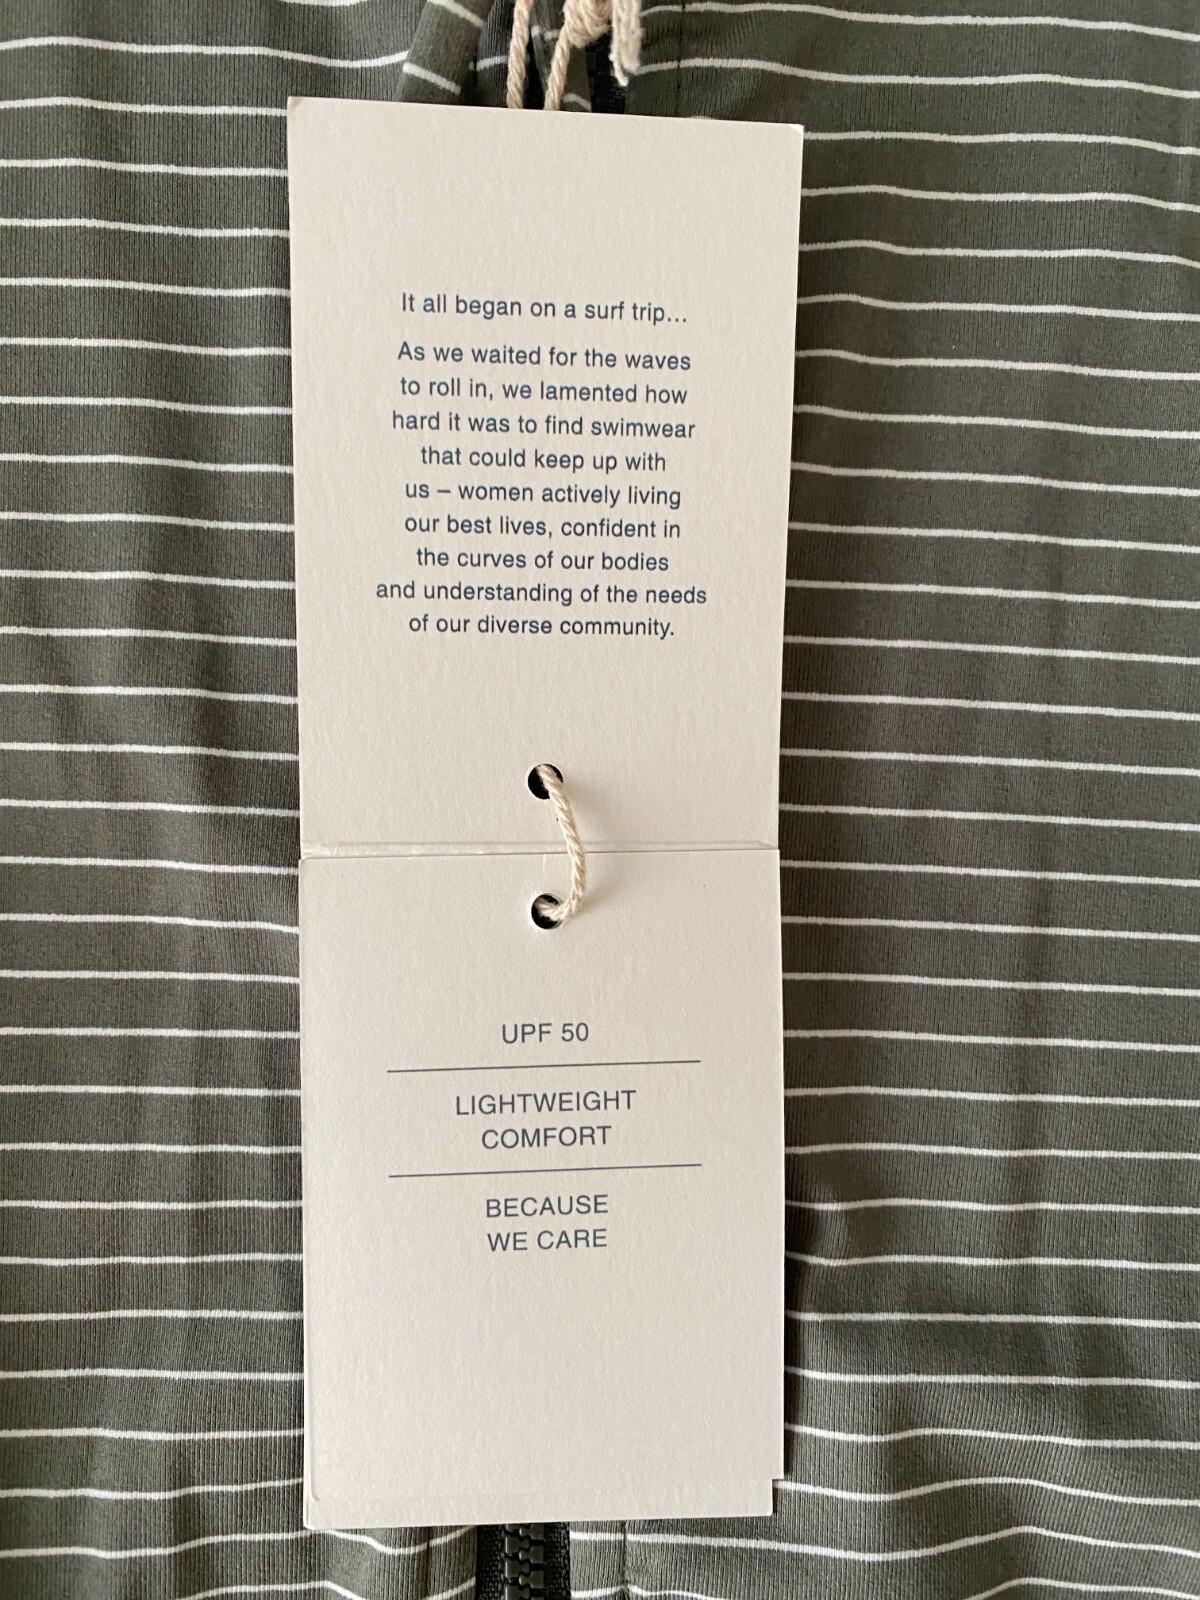 It all began on a surf trip...
As we waited for the waves
to roll in, we lamented how
hard it was to find swimwear
that could keep up with
us – women actively living
our best lives, confident in
the curves of our bodies
and understanding of the needs
of our diverse community.
UPF 50
LIGHTWEIGHT
COMFORT
BECAUSE
WE CARE